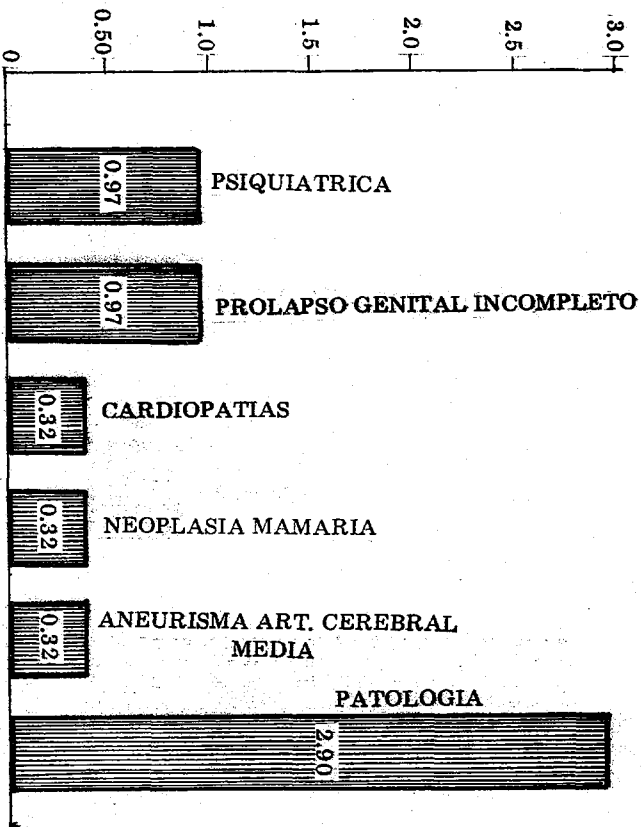 0
0.50
1.0
1.5
2.0
2.5
3.0
0.97
PSIQUIATRICA
0.97
PROLAPSO GENITAL INCOMPLETO
0.32
CARDIOPATIAS
0.32
NEOPLASIA MAMARIA
0.32
ANEURISMA ART. CEREBRAL
MEDIA
PATOLOGIA
2.90